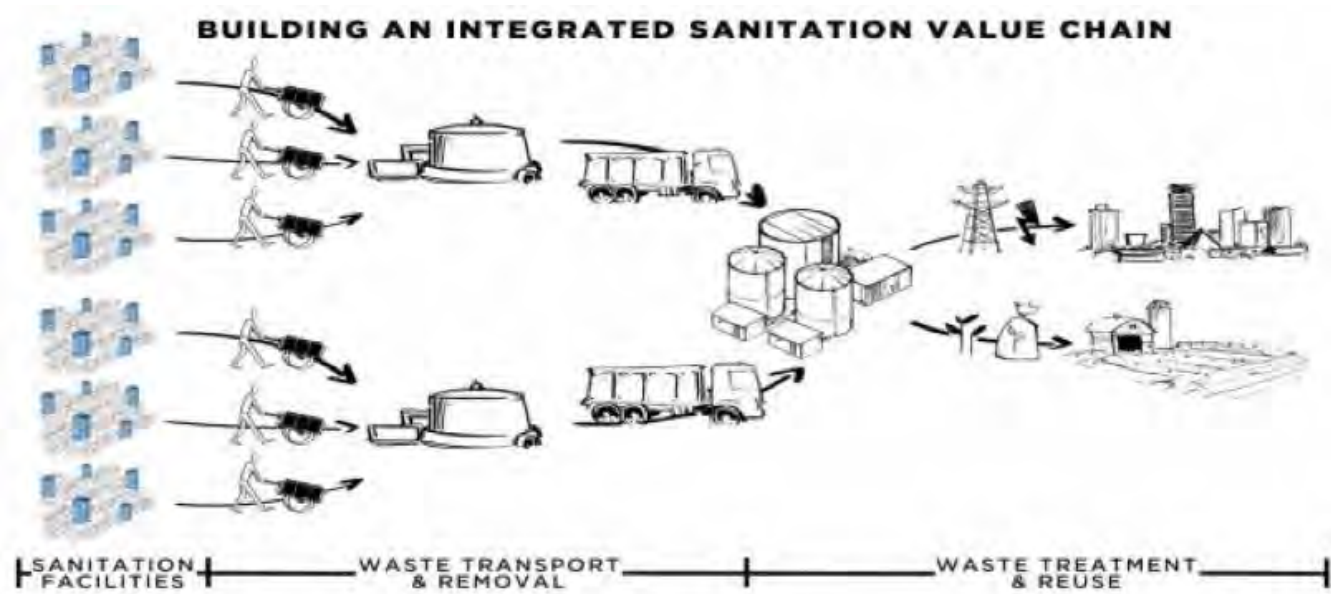 BUILDING AN INTEGRATED SANITATION VALUE CHAIN
SANITATION
FACILITIES
WASTE TRANSPORT
& REMOVAL
WASTE TREATMENT
& REUSE